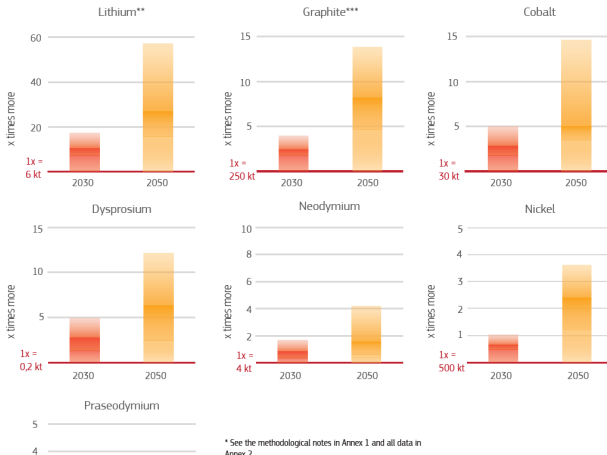 Lithium**
60
40
20
x times more
1x =
6 kt
2030
2050
Graphite***
15
10
5
x times more
1x =
250 kt
2030
2050
Cobalt
15
10
5
x times more
1x =
30 kt
2030
2050
Dysprosium
15
10
5
x times more
1x =
0,2 kt
2030
2050
Neodymium
10
8
6
4
2
x times more
1x =
4 kt
2030
2050
Nickel
5
4
3
2
1
x times more
1x =
500 kt
2030
2050
Praseodymium
5
4
* See the methodological notes in Annex 1 and all data in
Annex 2